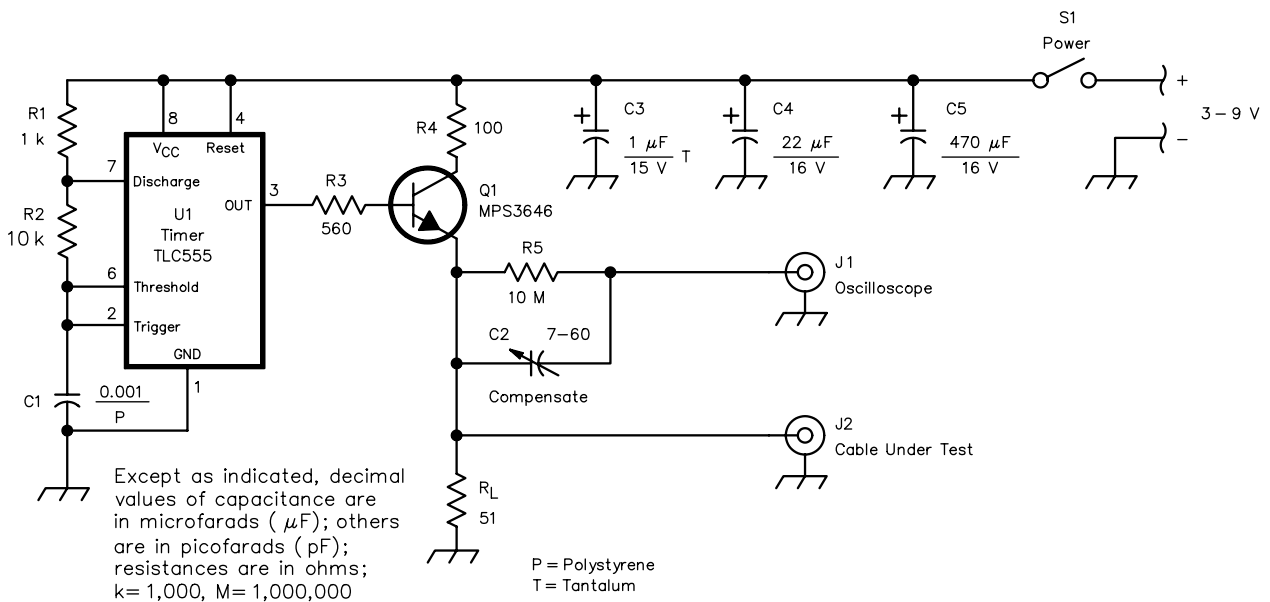 S1
Power
+
3-9 V
-
R1
1 k
8
4
VCC
Reset
7
Discharge
R2
10 k
U1
Timer
TLC555
OUT
3
6
Threshold
2
Trigger
GND
1
C1
0.001
P
R3
560
R4
100
Q1
MPS3646
+
C3
1 µF
15 V
T
+
C4
22 µF
16 V
+
C5
470 µF
16 V
R5
10 M
C2
7-60
Compensate
J1
Oscilloscope
J2
Cable Under Test
RL
51
Except as indicated, decimal
values of capacitance are
in microfarads ( µF); others
are in picofarads ( pF);
resistances are in ohms;
k= 1,000, M= 1,000,000
P = Polystyrene
T = Tantalum